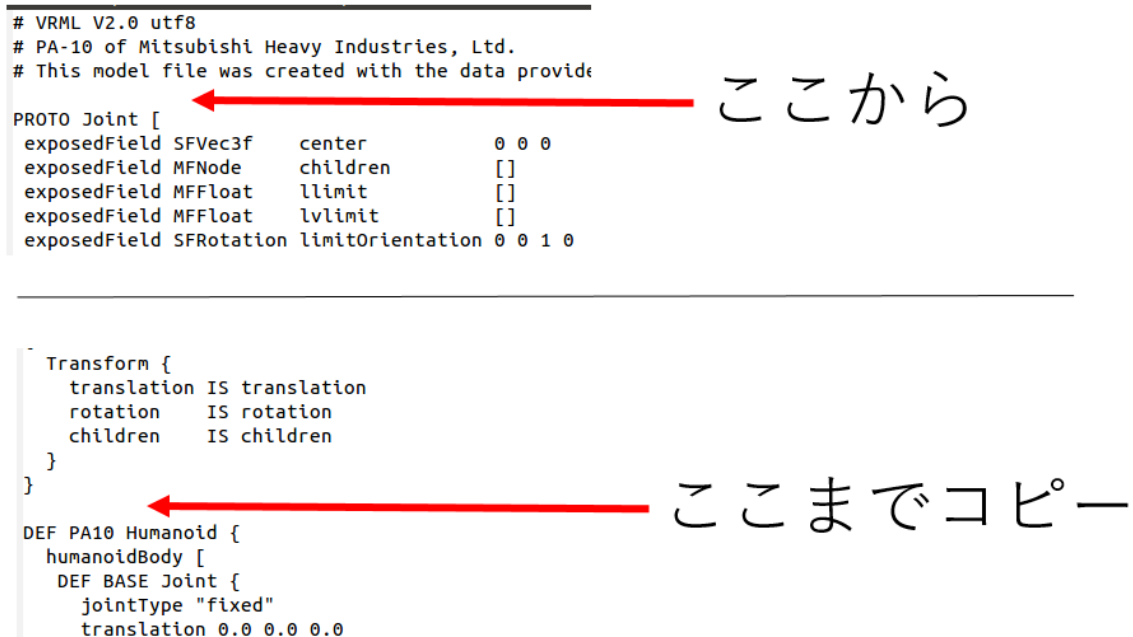 # VRML V2.0 utf8
# PA-10 of Mitsubishi Heavy Industries, Ltd.
# This model file was created with the data provide
ここから
PROTO Joint [
exposedField SFVec3f center 0 0 0
exposedField MFNode children []
exposedField MFFloat llimit []
exposedField MFFloat lvlimit []
exposedField SFRotation limitOrientation 0 0 1 0
Transform {
translation IS translation
rotation IS rotation
children IS children
}
}
ここまでコピー
DEF PA10 Humanoid {
humanoidBody [
DEF BASE Joint {
jointType "fixed"
translation 0.0 0.0 0.0